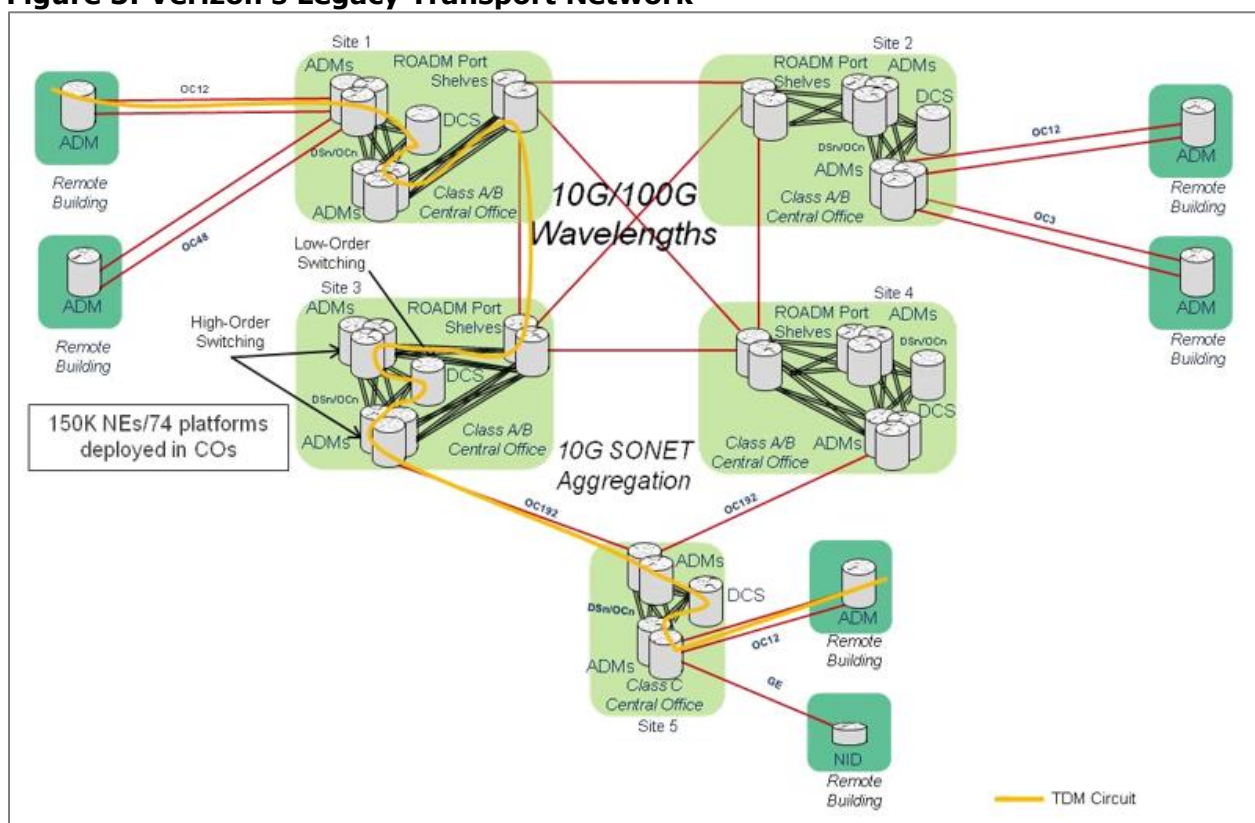 Figure 3: Verizon's Legacy Transport Network
Site 1
ADMs
ROADM Port
Shelves
DCS
DSn/OCn
ADMs
Class A/B
Central Office
OC12
ADM
Remote
Building
OC48
ADM
Remote
Building
Site 2
ROADM Port
Shelves
ADMs
DCS
DSn/OCn
ADMs
Class A/B
Central Office
OC12
ADM
Remote
Building
OC3
ADM
Remote
Building
10G/100G
Wavelengths
Low-Order
Switching
High-Order
Switching
Site 3
ADMs
ROADM Port
Shelves
DCS
DSn/OCn
ADMs
Class A/B
Central Office
150K NEs/74 platforms
deployed in COs
Site 4
ROADM Port
Shelves
ADMs
DSn/OCn
DCS
ADMs
Class A/B
Central Office
10G SONET
Aggregation
OC192
OC192
ADMs
DCS
DSn/OCn
ADMs
Class C
Central Office
Site 5
OC12
ADM
Remote
Building
GE
NID
Remote
Building
TDM Circuit